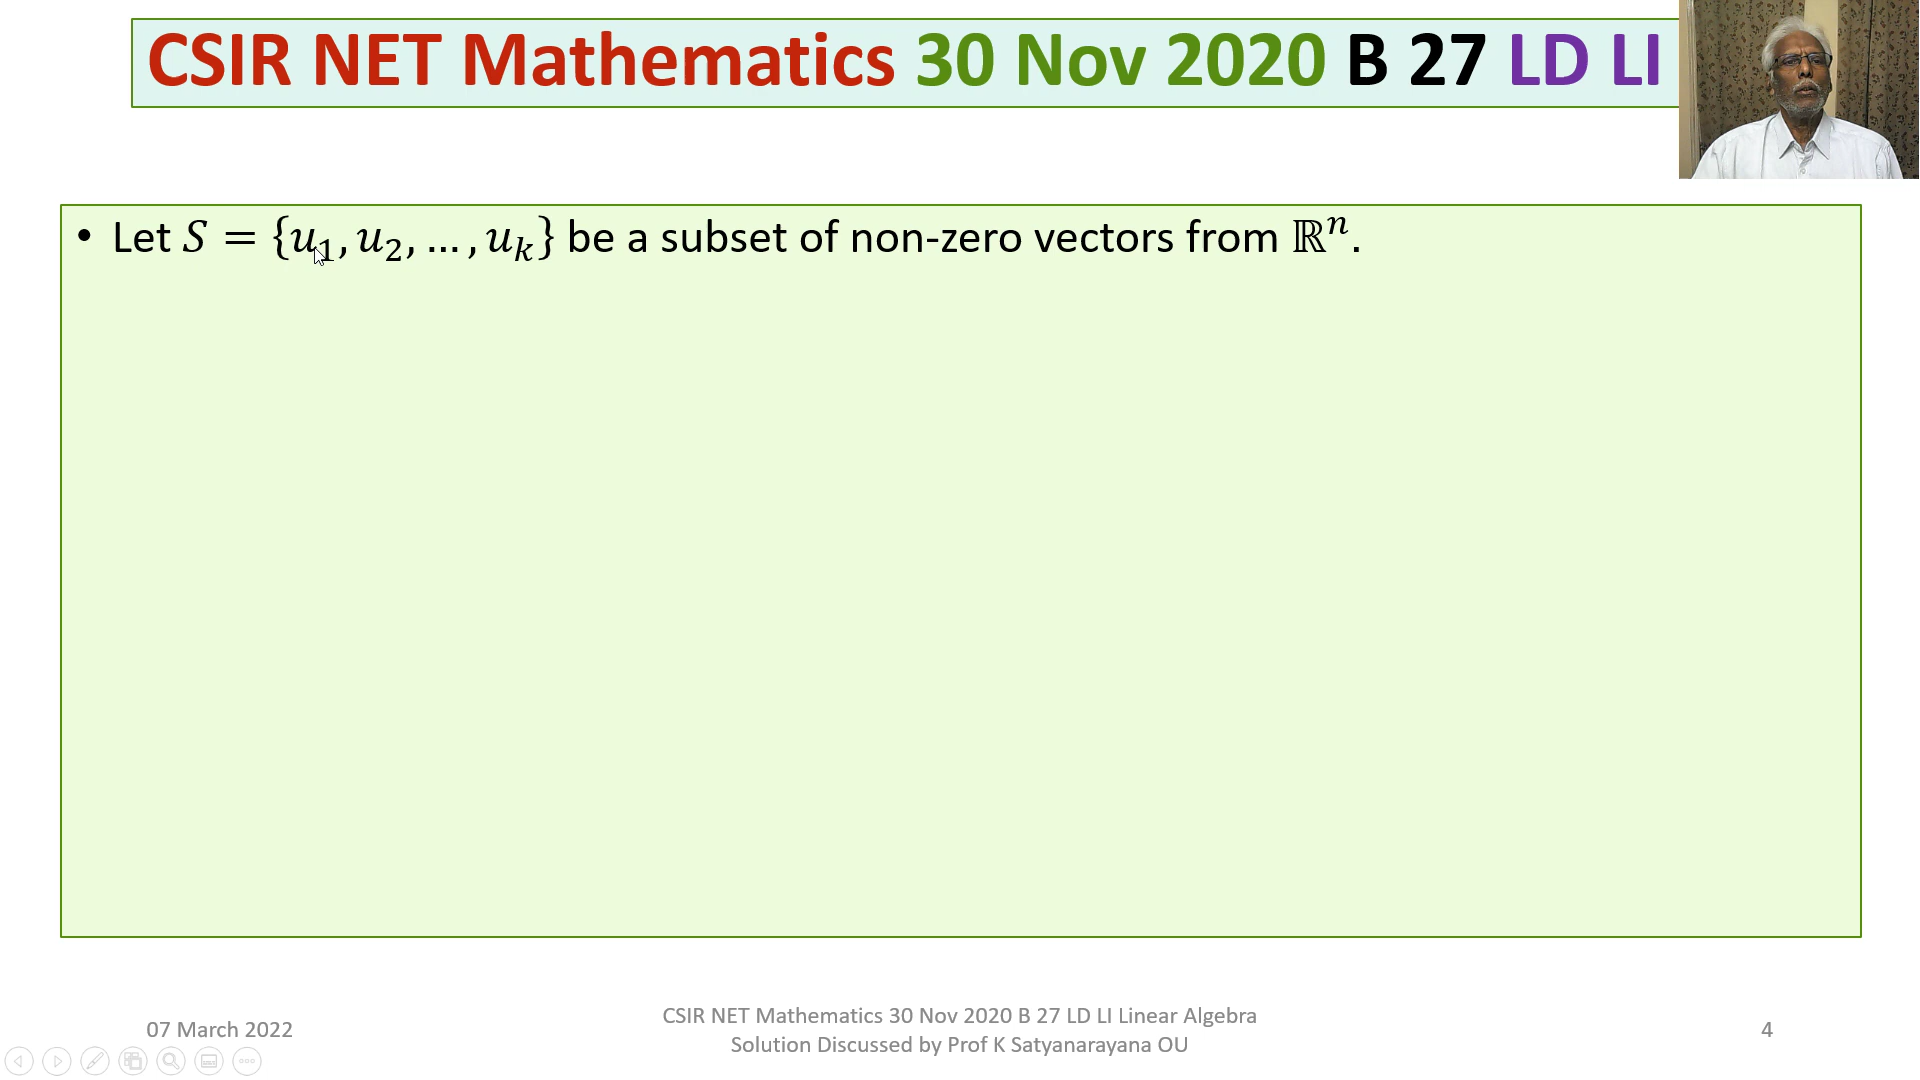 CSIR NET Mathematics 30 Nov 2020 B 27 LD LI
• Let 𝑆 = {𝑢₁, 𝑢₂, … , 𝑢ₖ} be a subset of non-zero vectors from ℝⁿ.
07 March 2022
CSIR NET Mathematics 30 Nov 2020 B 27 LD LI Linear Algebra
Solution Discussed by Prof K Satyanarayana OU
4